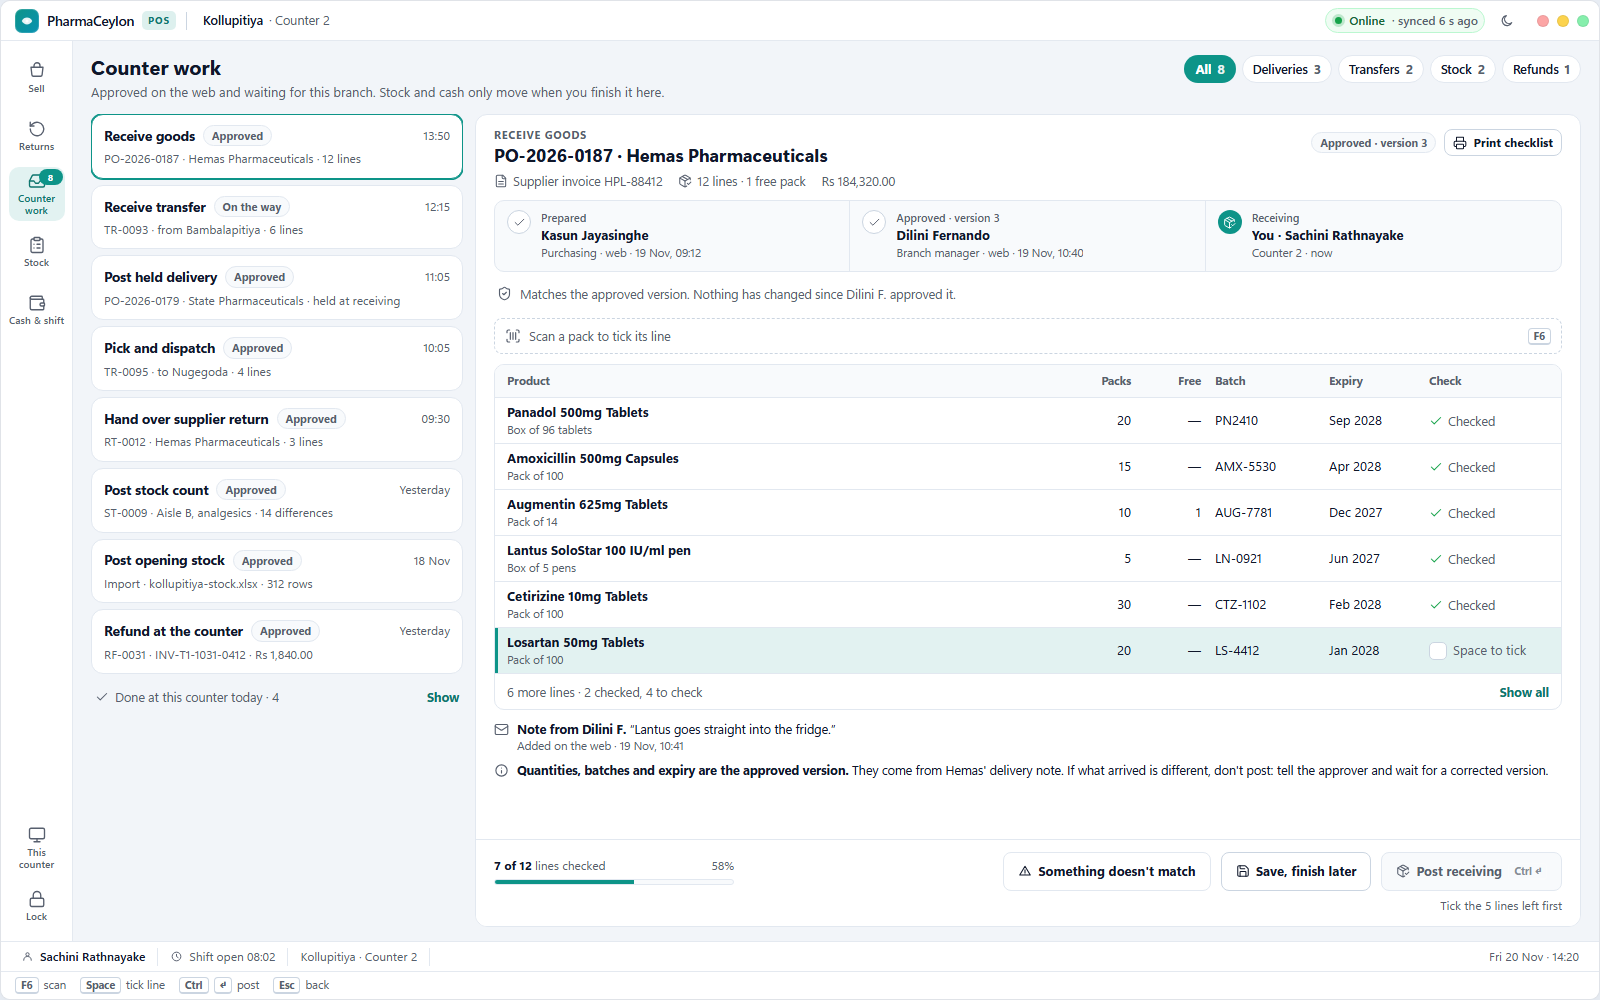 PharmaCeylon POS Kollupitiya · Counter 2
Online · synced 6 s ago
Sell
Returns
8
Counter work
Stock
Cash & shift
This counter
Lock
Counter work
Approved on the web and waiting for this branch. Stock and cash only move when you finish it here.
All 8
Deliveries 3
Transfers 2
Stock 2
Refunds 1
Receive goods Approved 13:50
PO-2026-0187 · Hemas Pharmaceuticals · 12 lines
Receive transfer On the way 12:15
TR-0093 · from Bambalapitiya · 6 lines
Post held delivery Approved 11:05
PO-2026-0179 · State Pharmaceuticals · held at receiving
Pick and dispatch Approved 10:05
TR-0095 · to Nugegoda · 4 lines
Hand over supplier return Approved 09:30
RT-0012 · Hemas Pharmaceuticals · 3 lines
Post stock count Approved Yesterday
ST-0009 · Aisle B, analgesics · 14 differences
Post opening stock Approved 18 Nov
Import · kollupitiya-stock.xlsx · 312 rows
Refund at the counter Approved Yesterday
RF-0031 · INV-T1-1031-0412 · Rs 1,840.00
Done at this counter today · 4 Show
RECEIVE GOODS
PO-2026-0187 · Hemas Pharmaceuticals
Approved · version 3
Print checklist
Supplier invoice HPL-88412 12 lines · 1 free pack Rs 184,320.00
Prepared
Kasun Jayasinghe
Purchasing · web · 19 Nov, 09:12
Approved · version 3
Dilini Fernando
Branch manager · web · 19 Nov, 10:40
Receiving
You · Sachini Rathnayake
Counter 2 · now
Matches the approved version. Nothing has changed since Dilini F. approved it.
Scan a pack to tick its line F6
Product Packs Free Batch Expiry Check
Panadol 500mg Tablets
Box of 96 tablets
20 — PN2410 Sep 2028 Checked
Amoxicillin 500mg Capsules
Pack of 100
15 — AMX-5530 Apr 2028 Checked
Augmentin 625mg Tablets
Pack of 14
10 1 AUG-7781 Dec 2027 Checked
Lantus SoloStar 100 IU/ml pen
Box of 5 pens
5 — LN-0921 Jun 2027 Checked
Cetirizine 10mg Tablets
Pack of 100
30 — CTZ-1102 Feb 2028 Checked
Losartan 50mg Tablets
Pack of 100
20 — LS-4412 Jan 2028 Space to tick
6 more lines · 2 checked, 4 to check Show all
Note from Dilini F. “Lantus goes straight into the fridge.”
Added on the web · 19 Nov, 10:41
Quantities, batches and expiry are the approved version. They come from Hemas' delivery note. If what arrived is different, don't post: tell the approver and wait for a corrected version.
7 of 12 lines checked 58%
Something doesn't match
Save, finish later
Post receiving Ctrl ↵
Tick the 5 lines left first
Sachini Rathnayake Shift open 08:02 Kollupitiya · Counter 2 Fri 20 Nov · 14:20
F6 scan Space tick line Ctrl ↵ post Esc back